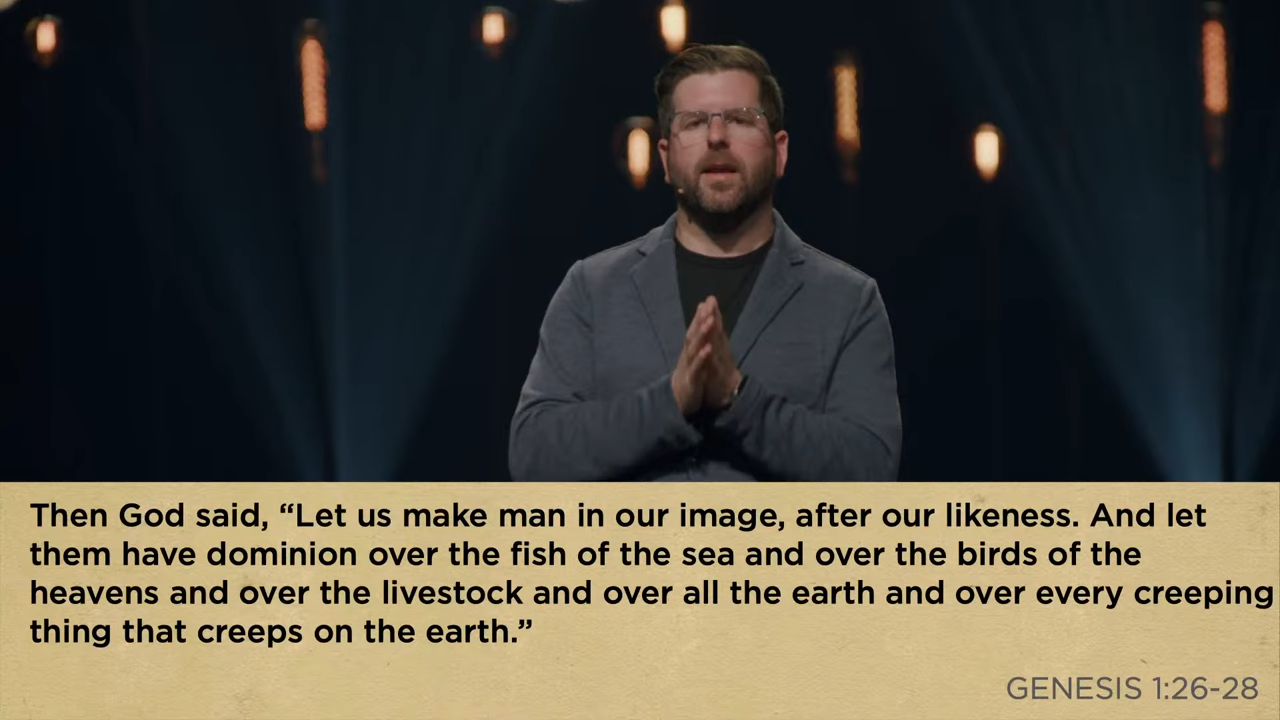 Then God said, “Let us make man in our image, after our likeness. And let
them have dominion over the fish of the sea and over the birds of the
heavens and over the livestock and over all the earth and over every creeping
thing that creeps on the earth.”
GENESIS 1:26-28